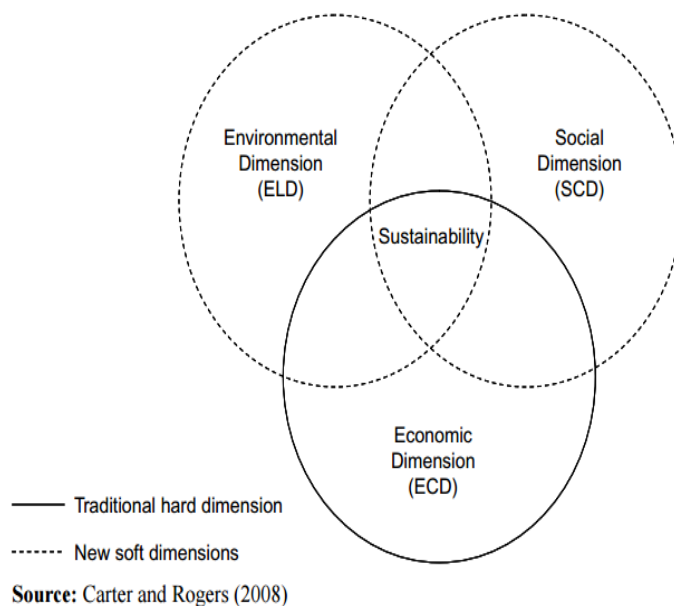 Environmental
Dimension
(ELD)
Social
Dimension
(SCD)
Sustainability
Economic
Dimension
(ECD)
Traditional hard dimension
New soft dimensions
Source: Carter and Rogers (2008)